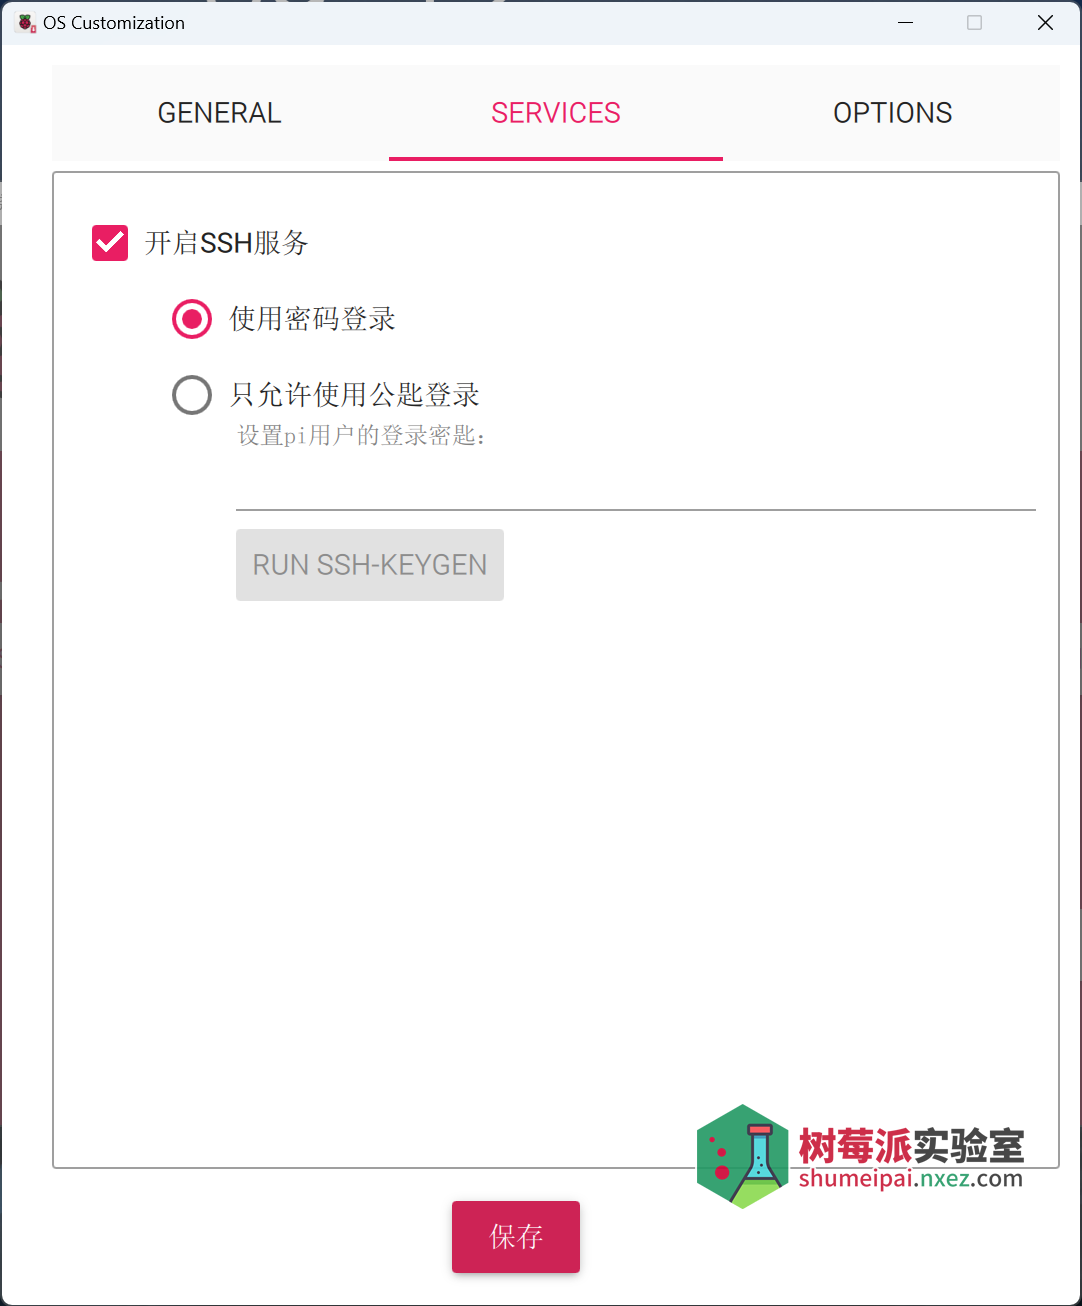 OS Customization
GENERAL
SERVICES
OPTIONS
开启SSH服务
使用密码登录
只允许使用公匙登录
设置pi用户的登录密匙：
RUN SSH-KEYGEN
树莓派实验室
shumeipai.nxez.com
保存